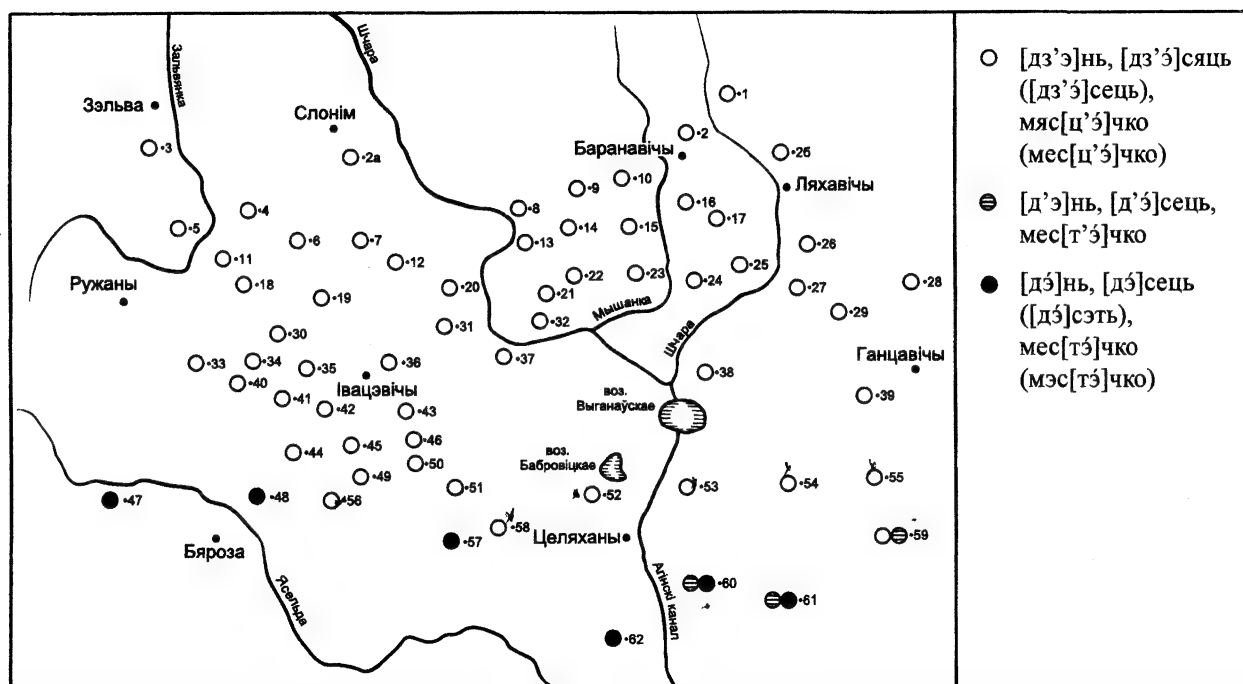 Зальвянка
Шчара
Зэльва
Слонім
Баранавічы
Ляхавічы
•1
•2
•2а
•2б
•3
•4
•5
•6
•7
•8
•9
•10
•11
•12
•13
•14
•15
•16
•17
•18
•19
•20
•21
•22
•23
•24
•25
•26
•27
•28
•29
Ружаны
Мышанка
Шчара
•30
•31
•32
•33
•34
•35
•36
•37
•38
•39
Ганцавічы
Івацэвічы
•40
•41
•42
•43
•44
•45
•46
воз.
Выганаўскае
воз.
Бабровіцкае
•47
•48
•49
•50
•51
•52
•53
•54
•55
•56
•57
•58
•59
Бяроза
Целяханы
Ясельда
Агінскі канал
•60
•61
•62
[дз’э]нь, [дз’э́]сяць
([дз’э́]сець),
мяс[ц’э́]чко
(мес[ц’э́]чко)
[д’э]нь, [д’э́]сець,
мес[т’э́]чко
[дэ́]нь, [дэ́]сець
([дэ́]сэть),
мес[тэ́]чко
(мэс[тэ́]чко)